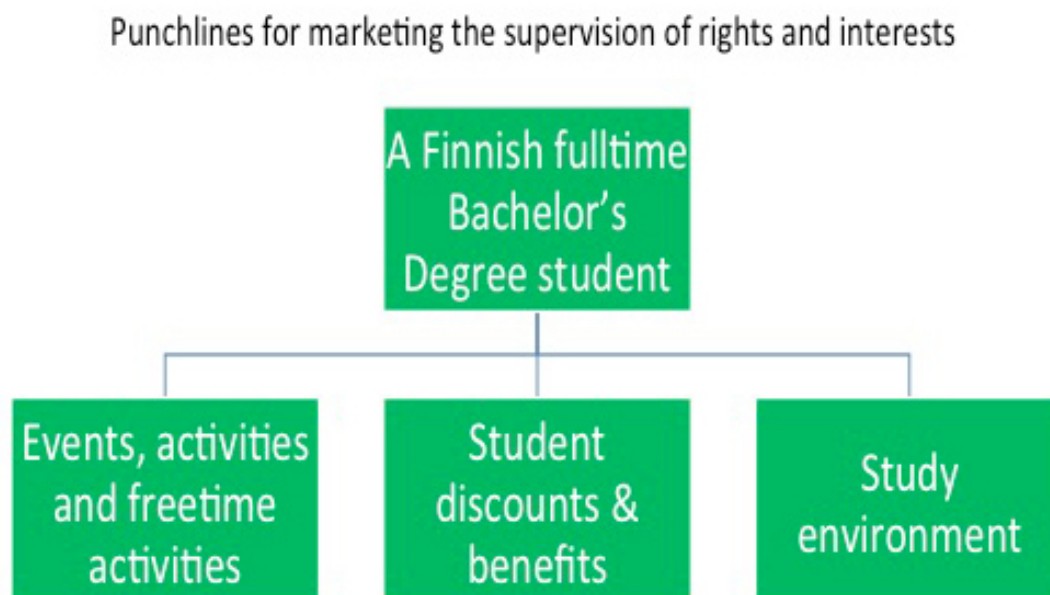 Punchlines for marketing the supervision of rights and interests
A Finnish fulltime
Bachelor's
Degree student
Events, activities
and freetime
activities
Student
discounts &
benefits
Study
environment